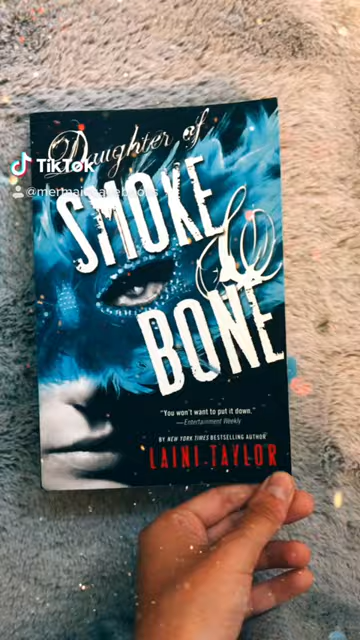 Daughter of
TikTok
SMOKE
&
BONE
"You won't want to put it down."
—Entertainment Weekly
BY NEW YORK TIMES BESTSELLING AUTHOR
LAINI TAYLOR